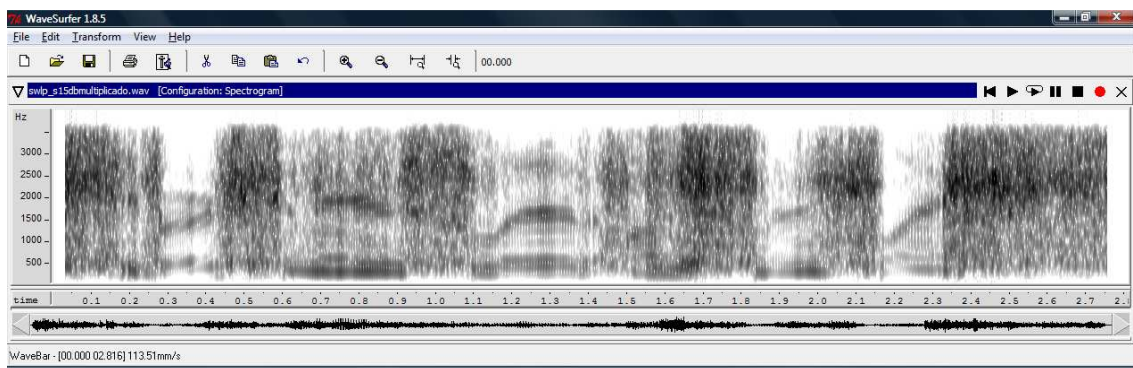 WaveSurfer 1.8.5
File Edit Transform View Help
00.000
swlp_s15dbmultiplicado.wav [Configuration: Spectrogram]
Hz
3000
2500
2000
1500
1000
500
time 0.1 0.2 0.3 0.4 0.5 0.6 0.7 0.8 0.9 1.0 1.1 1.2 1.3 1.4 1.5 1.6 1.7 1.8 1.9 2.0 2.1 2.2 2.3 2.4 2.5 2.6 2.7
WaveBar - [00.000 02.816] 113.51mm/s